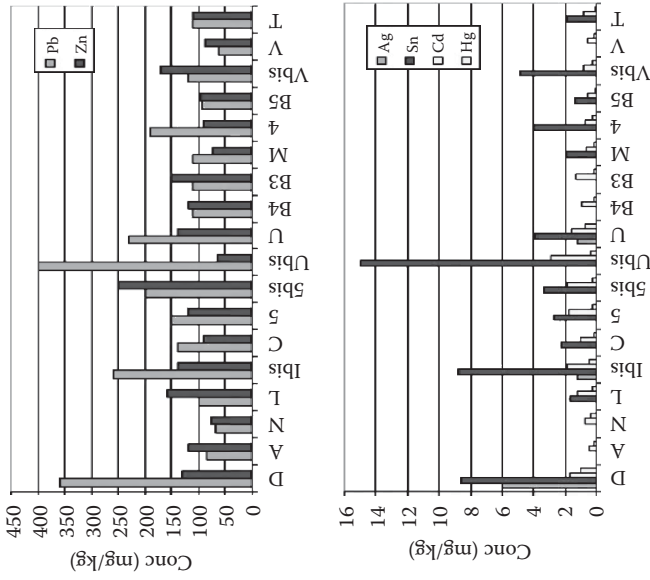 Pb
Zn
450
400
350
300
250
200
150
100
50
0
Conc (mg/kg)
D
A
N
L
Ibis
C
5
5bis
Ubis
U
B4
B3
M
4
B5
Vbis
V
T
Ag
Sn
Cd
Hg
16
14
12
10
8
6
4
2
0
Conc (mg/kg)
D
A
N
L
Ibis
C
5
5bis
Ubis
U
B4
B3
M
4
B5
Vbis
V
T